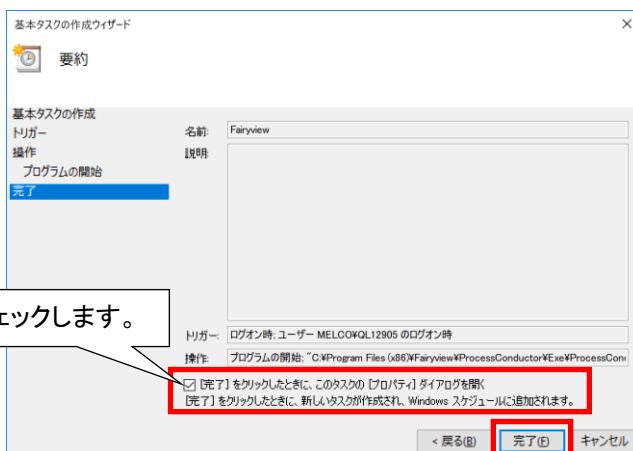 基本タスクの作成ウィザード
×
要約
基本タスクの作成
トリガー
操作
プログラムの開始
完了
名前:
Fairyview
説明:
ェックします。
トリガー:
ログオン時: ユーザー MELCO¥QL12905 のログオン時
操作:
プログラムの開始: "C:¥Program Files (x86)¥Fairyview¥ProcessConductor¥Exe¥ProcessCon
[完了] をクリックしたときに、このタスクの [プロパティ] ダイアログを開く
[完了] をクリックしたときに、新しいタスクが作成され、Windows スケジュールに追加されます。
< 戻る(B)
完了(F)
キャンセル